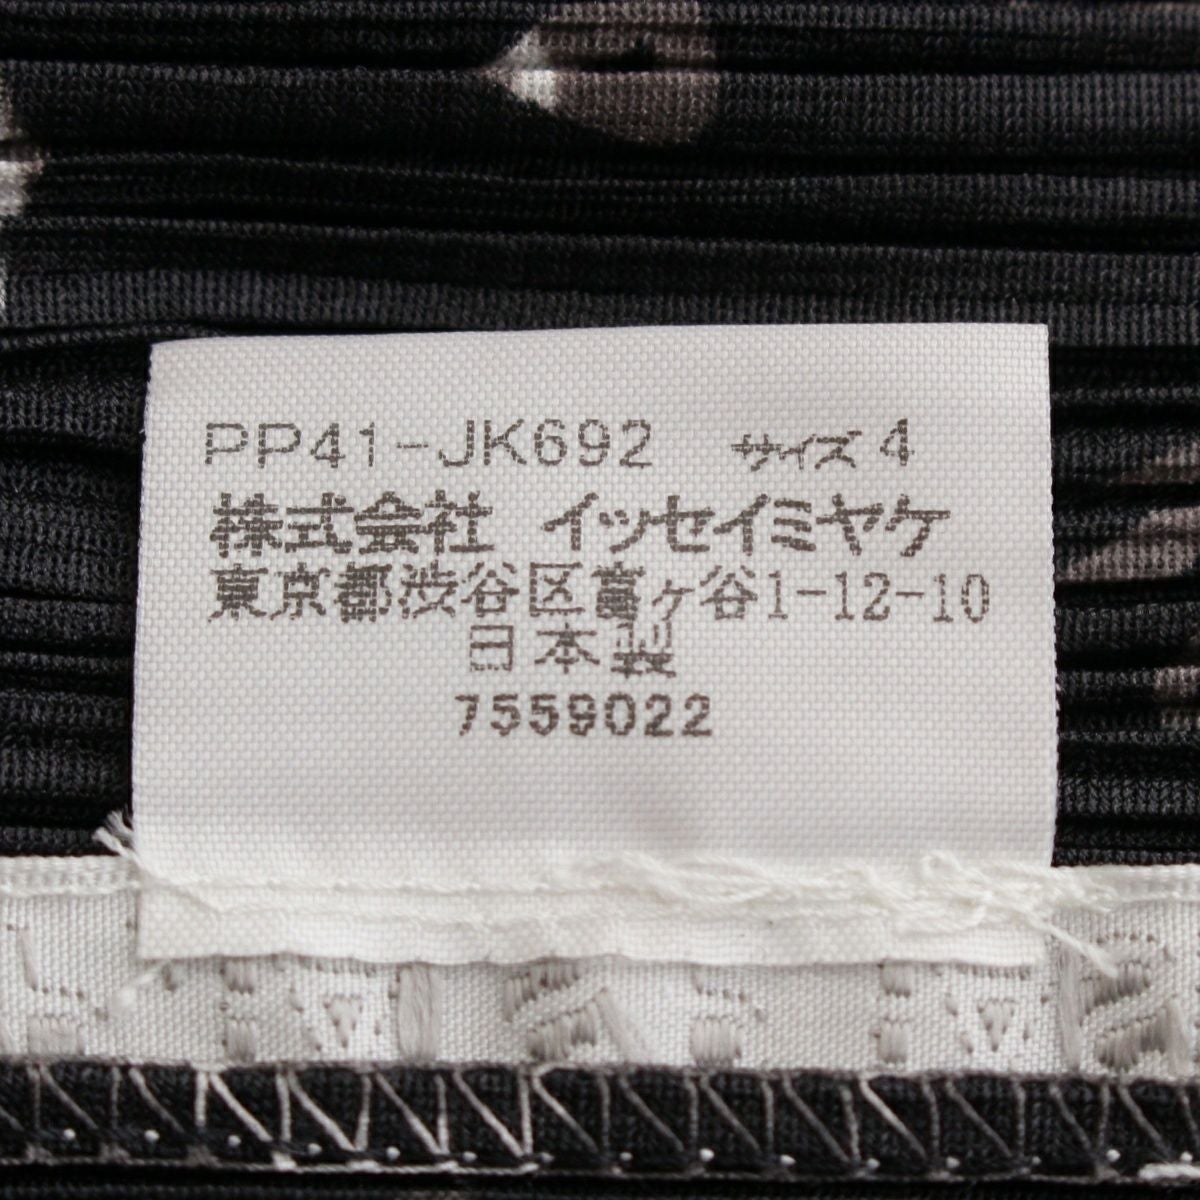 PP41-JK692 サイズ 4
株式会社 イッセイミヤケ
東京都渋谷区富ヶ谷1-12-10
日本製
7559022